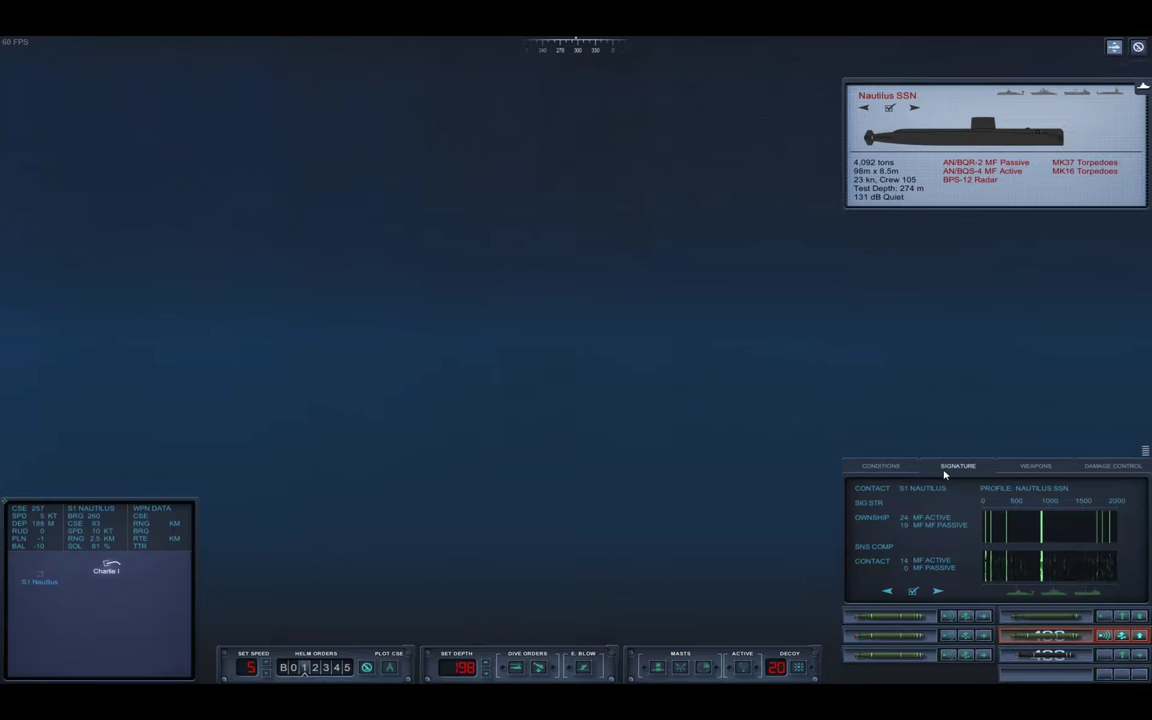 60 FPS
240 270 300 330 0
Nautilus SSN
4,092 tons
98m x 8.5m
23 kn, Crew 105
Test Depth: 274 m
131 dB Quiet
AN/BQR-2 MF Passive
AN/BQS-4 MF Active
BPS-12 Radar
MK37 Torpedoes
MK16 Torpedoes
CONDITIONS SIGNATURE WEAPONS DAMAGE CONTROL
CONTACT S1 NAUTILUS PROFILE: NAUTILUS SSN
SIG STR 0 500 1000 1500 2000
OWNSHIP 24 MF ACTIVE
19 MF MF PASSIVE
SNS COMP
CONTACT 14 MF ACTIVE
0 MF PASSIVE
CSE 257 S1 NAUTILUS WPN DATA
SPD 5 KT BRG 260 CSE
DEP 188 M CSE 93 RNG KM
RUD 0 SPD 10 KT BRG
PLN -1 RNG 2.5 KM RTE KM
BAL -10 SOL 81 % TTR
Charlie I
S1 Nautilus
SET SPEED HELM ORDERS PLOT CSE
5 B 0 1 2 3 4 5 A
SET DEPTH DIVE ORDERS E. BLOW
198
MASTS ACTIVE DECOY
20